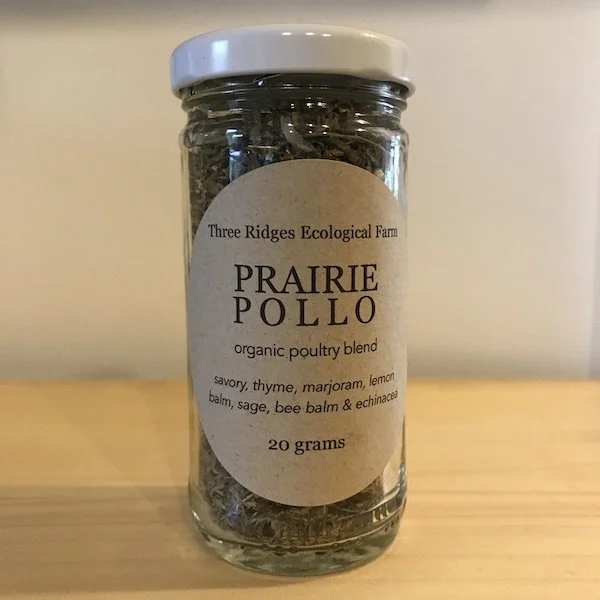 Three Ridges Ecological Farm
PRAIRIE
POLLO
organic poultry blend
savory, thyme, marjoram, lemon
balm, sage, bee balm & echinacea
20 grams